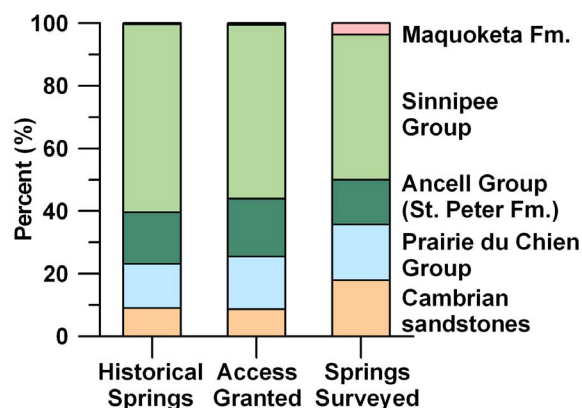 100
80
60
40
20
0
Percent (%)
Maquoketa Fm.
Sinnipee
Group
Ancell Group
(St. Peter Fm.)
Prairie du Chien
Group
Cambrian
sandstones
Historical
Springs
Access
Granted
Springs
Surveyed